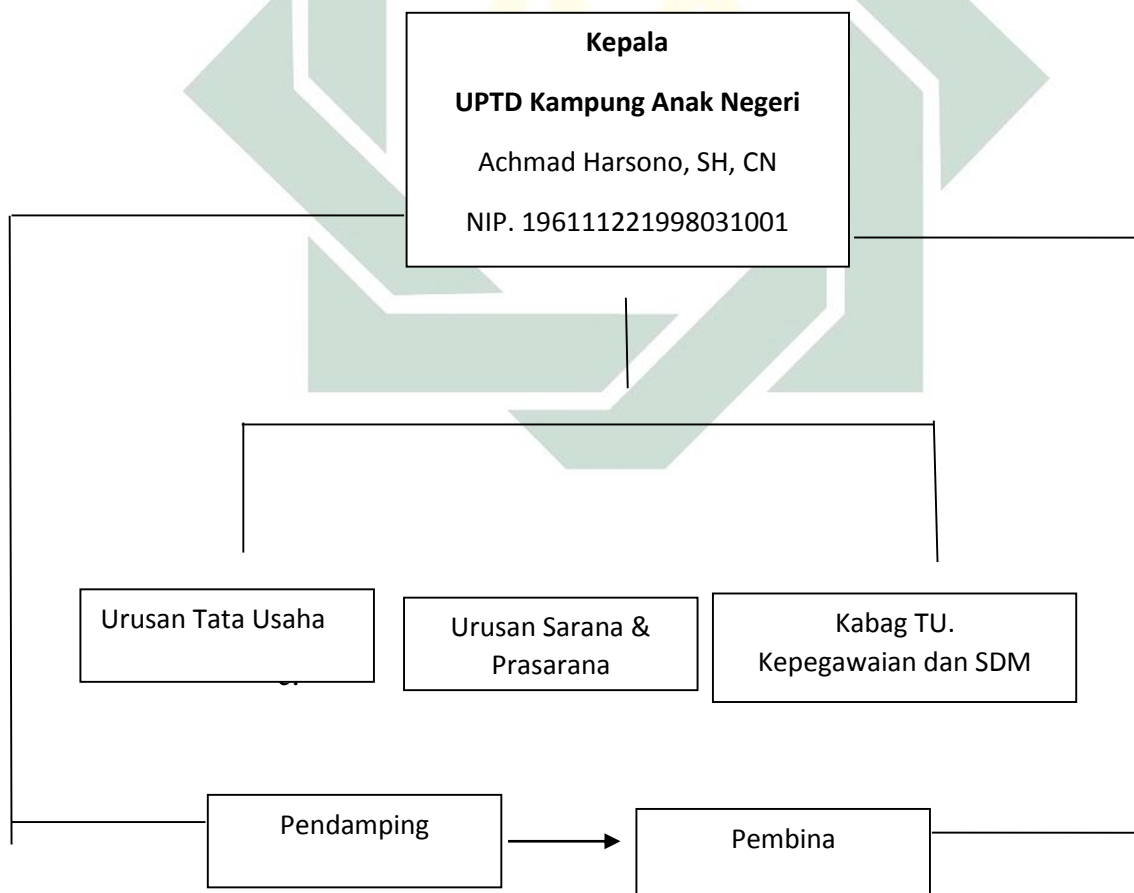 Kepala
UPTD Kampung Anak Negeri
Achmad Harsono, SH, CN
NIP. 196111221998031001
Urusan Tata Usaha
Urusan Sarana &
Prasarana
Kabag TU.
Kepegawaian dan SDM
Pendamping
Pembina